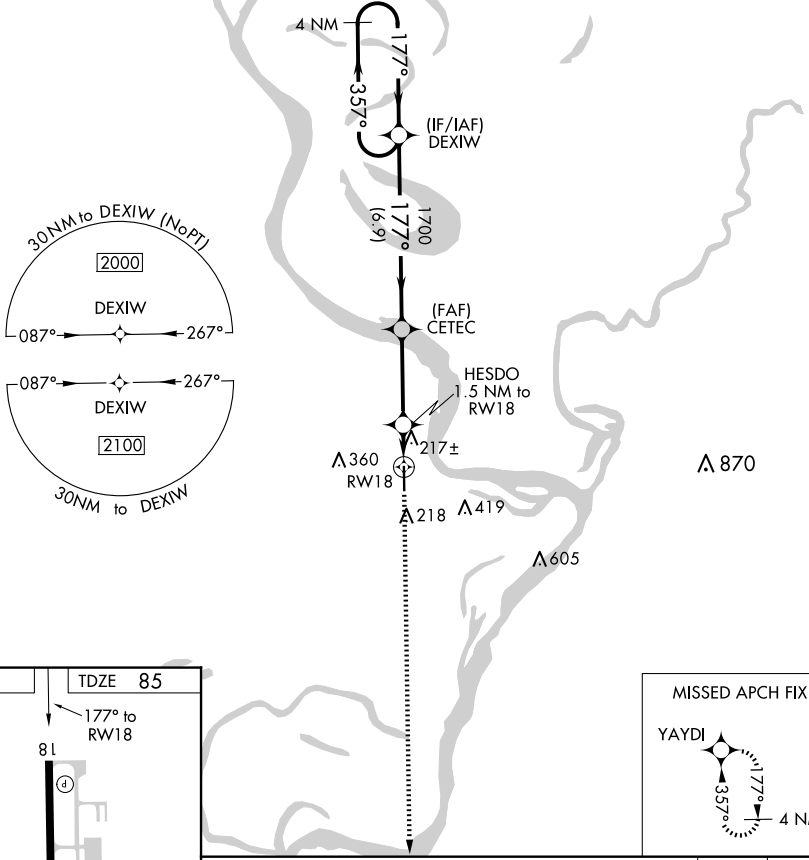 4 NM
177°
357°
(IF/IAF)
DEXIW
1700
177°
(6.9)
30 NM to DEXIW (NoPT)
2000
DEXIW
087°
267°
087°
267°
DEXIW
2100
30NM to DEXIW
(FAF)
CETEC
HESDO
1.5 NM to
RW18
217±
360
RW18
870
218
419
605
TDZE 85
177° to
RW18
18
P
MISSED APCH FIX
YAYDI
177°
357°
4 N